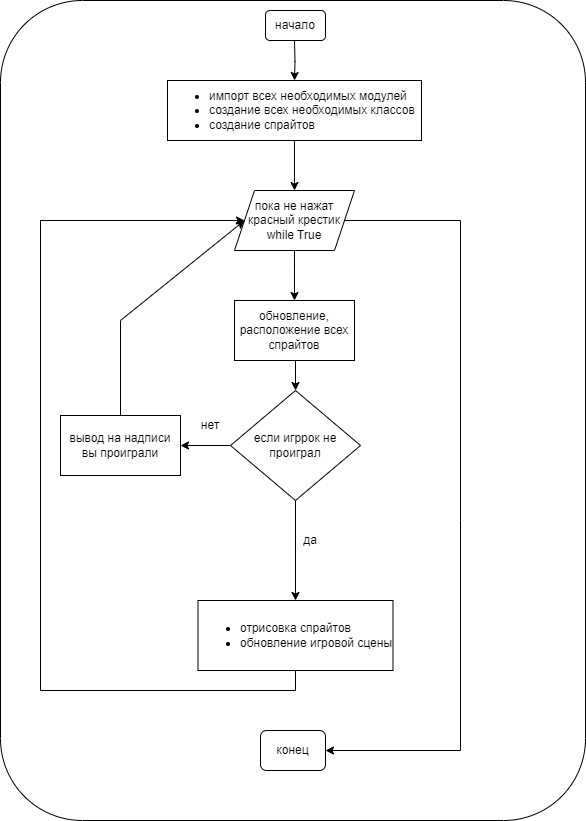 начало
• импорт всех необходимых модулей
• создание всех необходимых классов
• создание спрайтов
пока не нажат
красный крестик
while True
обновление,
расположение всех
спрайтов
если игррок не
проиграл
нет
вывод на надписи
вы проиграли
да
• отрисовка спрайтов
• обновление игровой сцены
конец